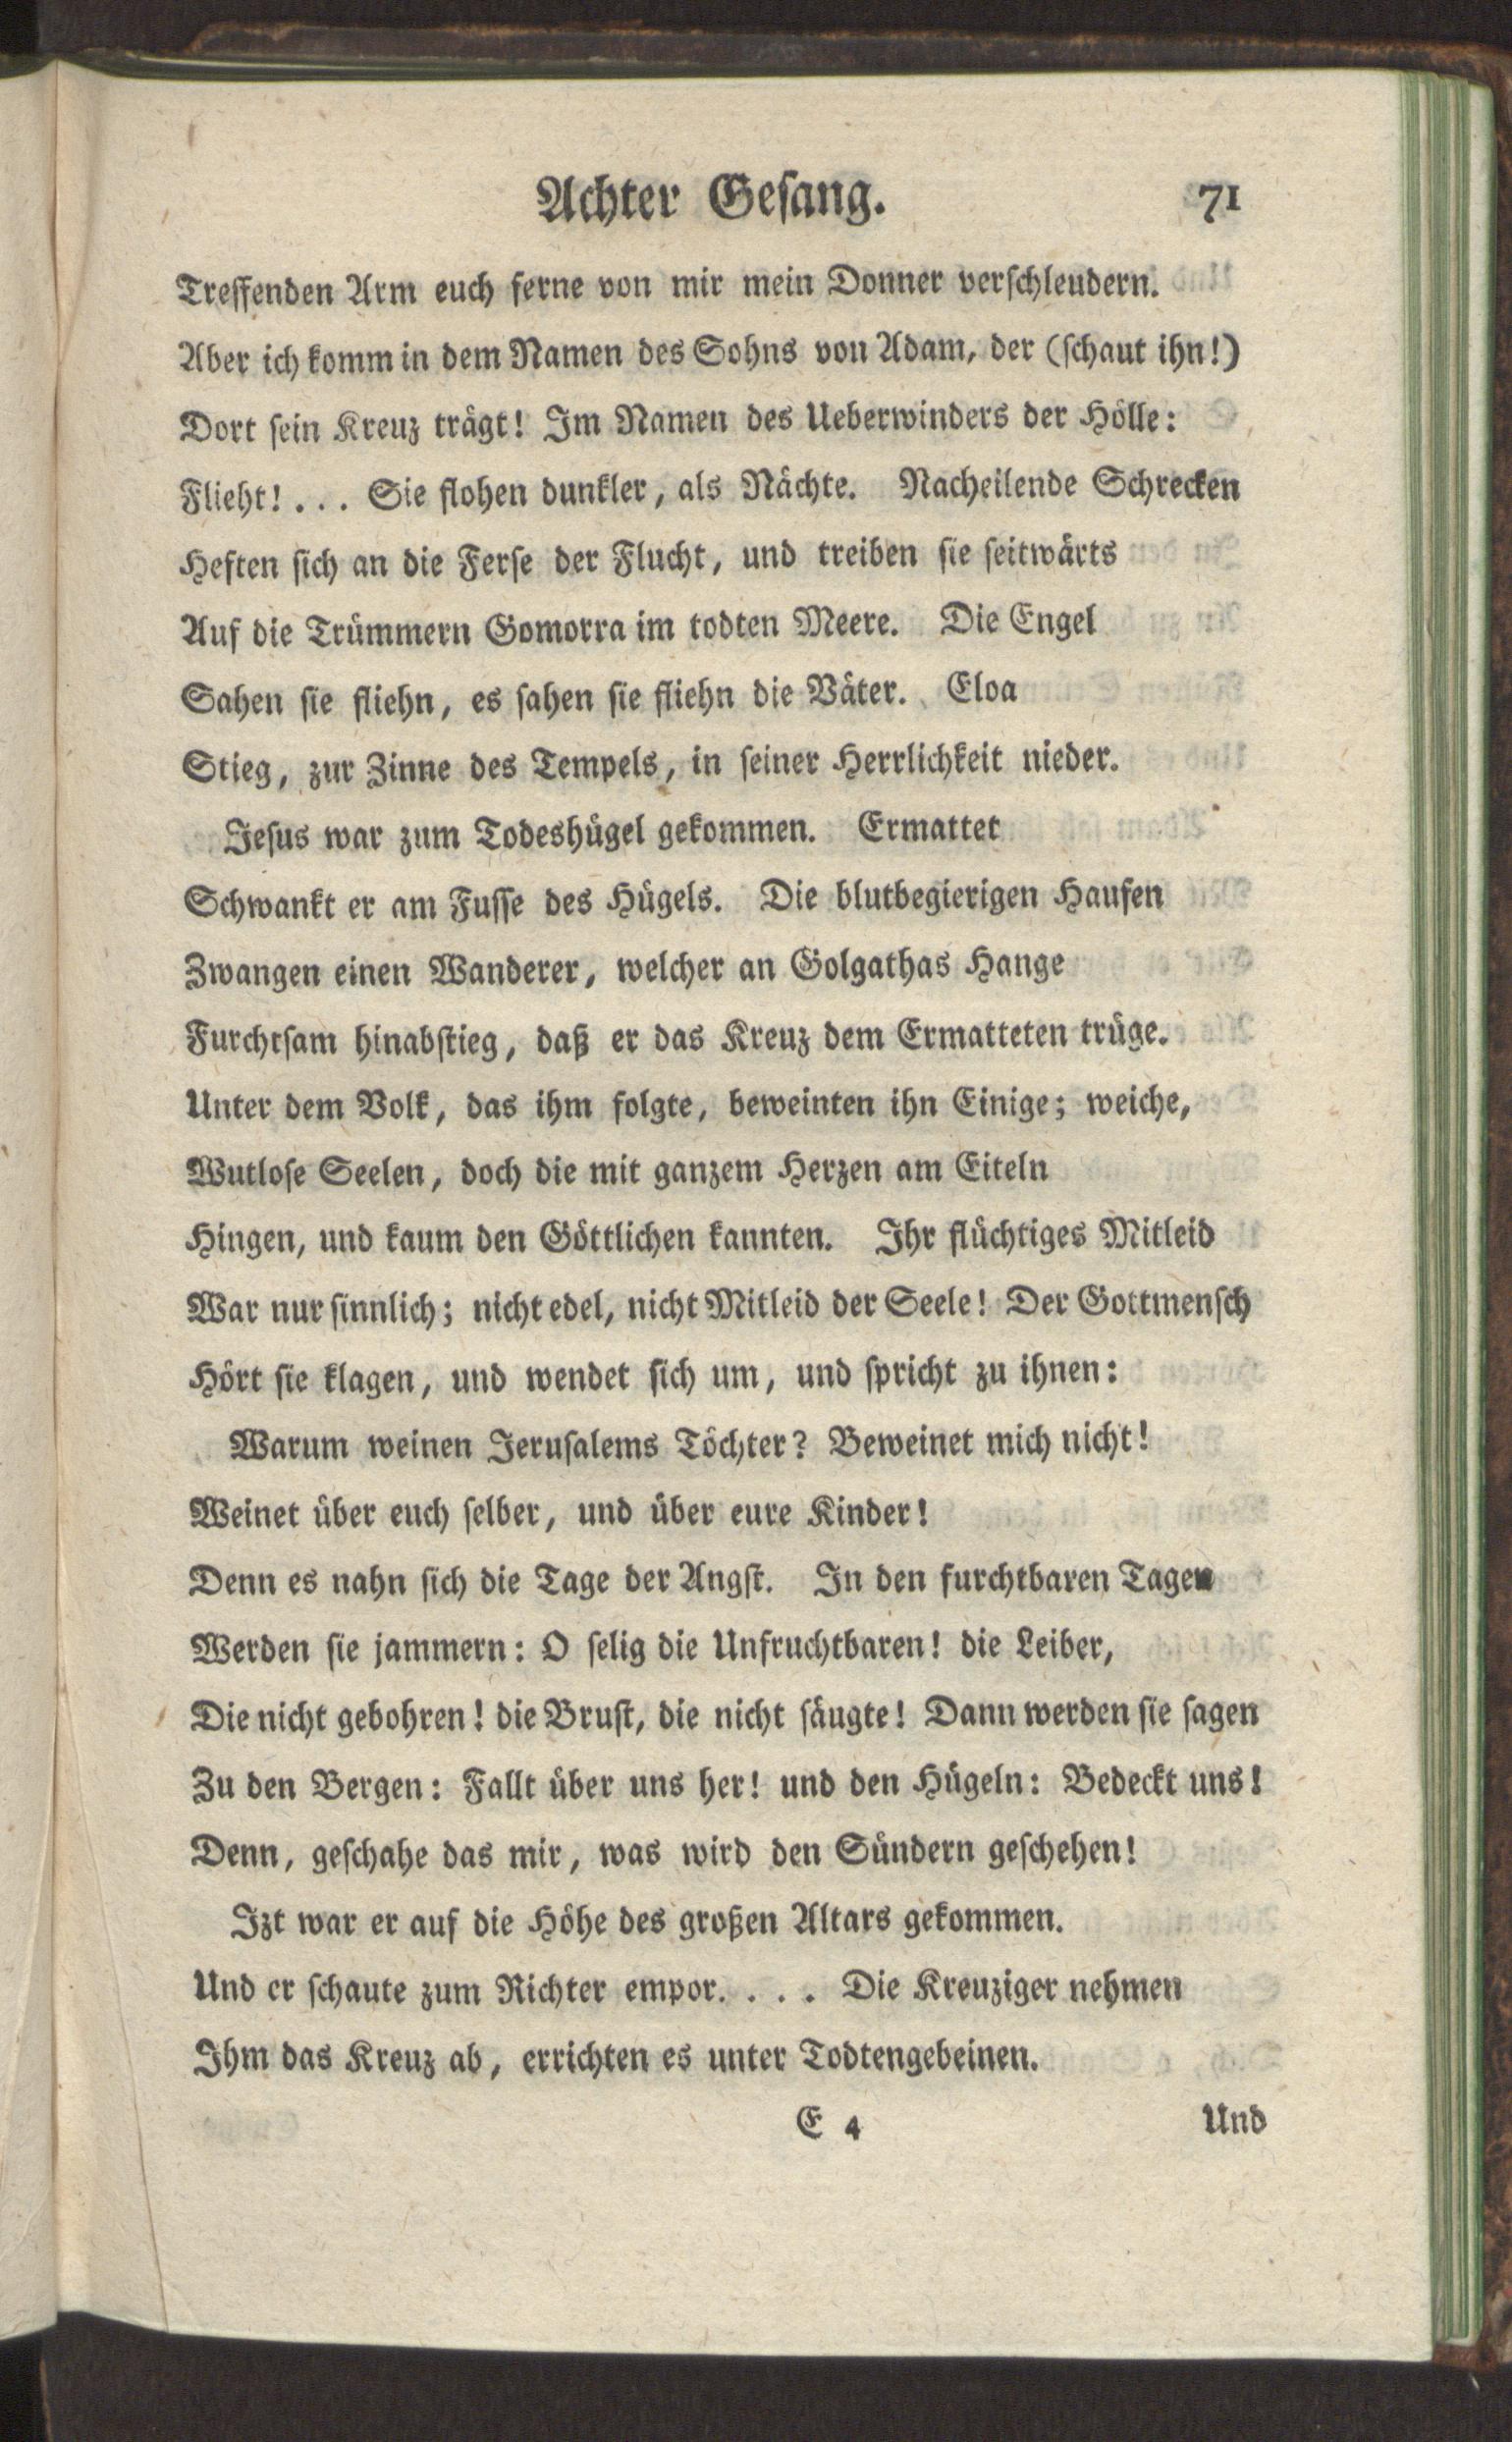 Achter Geſang. 71
Treffenden Arm euch ferne von mir mein Donner verſchleudern.
Aber ich komm in dem Namen des Sohns von Adam, der (ſchaut ihn!)
Dort ſein Kreuz trägt! Im Namen des Ueberwinders der Hölle:
Flieht! . . . Sie flohen dunkler, als Nächte. Nacheilende Schrecken
Heften ſich an die Ferſe der Flucht, und treiben ſie ſeitwärts
Auf die Trümmern Gomorra im todten Meere. Die Engel
Sahen ſie fliehn, es ſahen ſie fliehn die Väter. Eloa
Stieg, zur Zinne des Tempels, in ſeiner Herrlichkeit nieder.
Jeſus war zum Todeshügel gekommen. Ermattet
Schwankt er am Fuſſe des Hügels. Die blutbegierigen Haufen
Zwangen einen Wanderer, welcher an Golgathas Hange
Furchtſam hinabſtieg, daß er das Kreuz dem Ermatteten trüge.
Unter dem Volk, das ihm folgte, beweinten ihn Einige; weiche,
Wutloſe Seelen, doch die mit ganzem Herzen am Eiteln
Hingen, und kaum den Göttlichen kannten. Ihr flüchtiges Mitleid
War nur ſinnlich; nicht edel, nicht Mitleid der Seele! Der Gottmenſch
Hört ſie klagen, und wendet ſich um, und ſpricht zu ihnen:
Warum weinen Jeruſalems Töchter? Beweinet mich nicht!
Weinet über euch ſelber, und über eure Kinder!
Denn es nahn ſich die Tage der Angſt. In den furchtbaren Tagen
Werden ſie jammern: O ſelig die Unfruchtbaren! die Leiber,
Die nicht gebohren! die Bruſt, die nicht ſäugte! Dann werden ſie ſagen
Zu den Bergen: Fallt über uns her! und den Hügeln: Bedeckt uns!
Denn, geſchahe das mir, was wird den Sündern geſchehen!
Izt war er auf die Höhe des großen Altars gekommen.
Und er ſchaute zum Richter empor. . . . Die Kreuziger nehmen
Ihm das Kreuz ab, errichten es unter Todtengebeinen.
E 4 Und